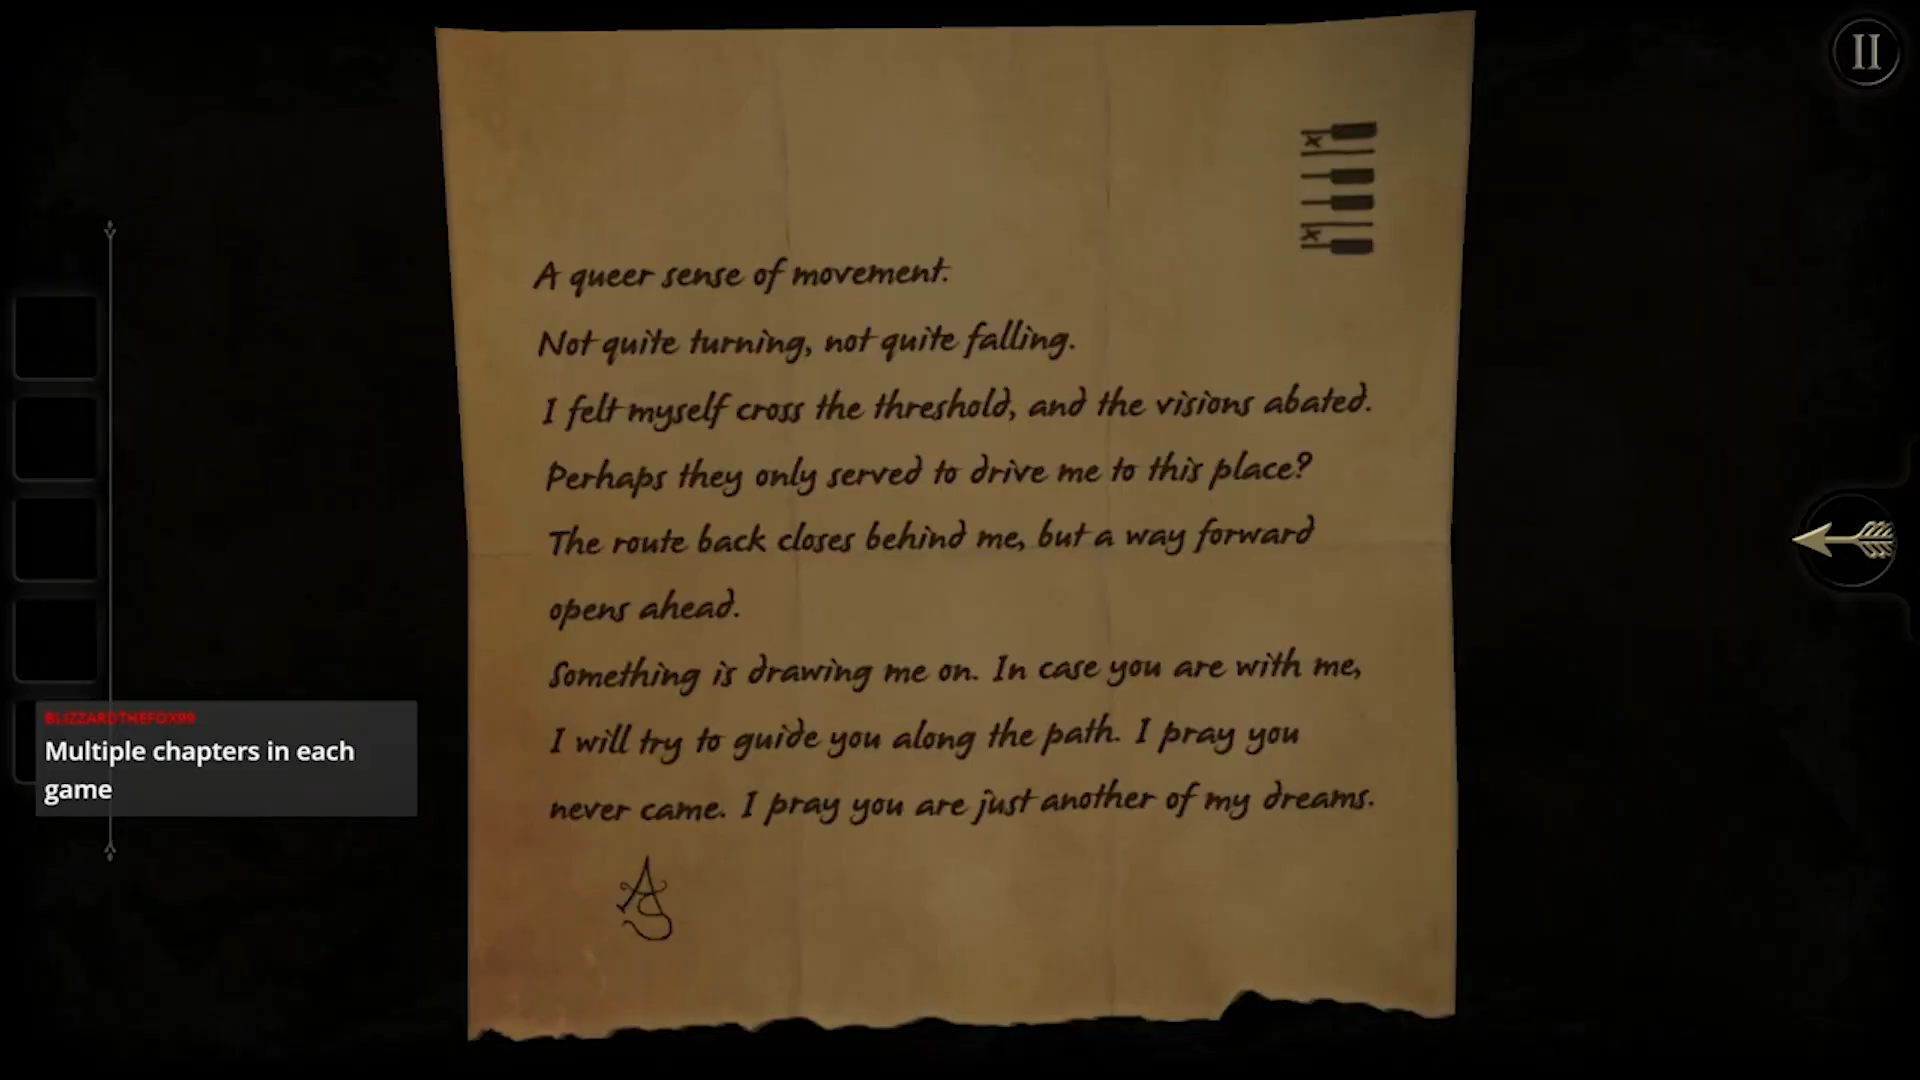 A queer sense of movement.
Not quite turning, not quite falling.
I felt myself cross the threshold, and the visions abated.
Perhaps they only served to drive me to this place?
The route back closes behind me, but a way forward
opens ahead.
Something is drawing me on. In case you are with me,
I will try to guide you along the path. I pray you
never came. I pray you are just another of my dreams.
AS
BLIZZARDTHEFOX99
Multiple chapters in each
game